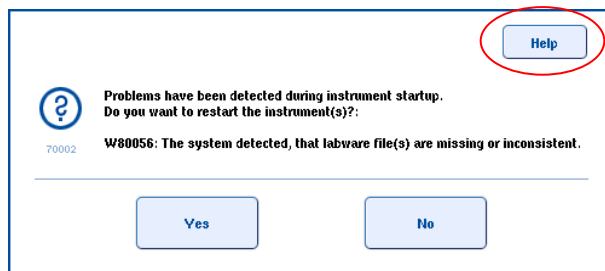 Help
Problems have been detected during instrument startup.
Do you want to restart the instrument(s)?:
70002
W80056: The system detected, that labware file(s) are missing or inconsistent.
Yes
No